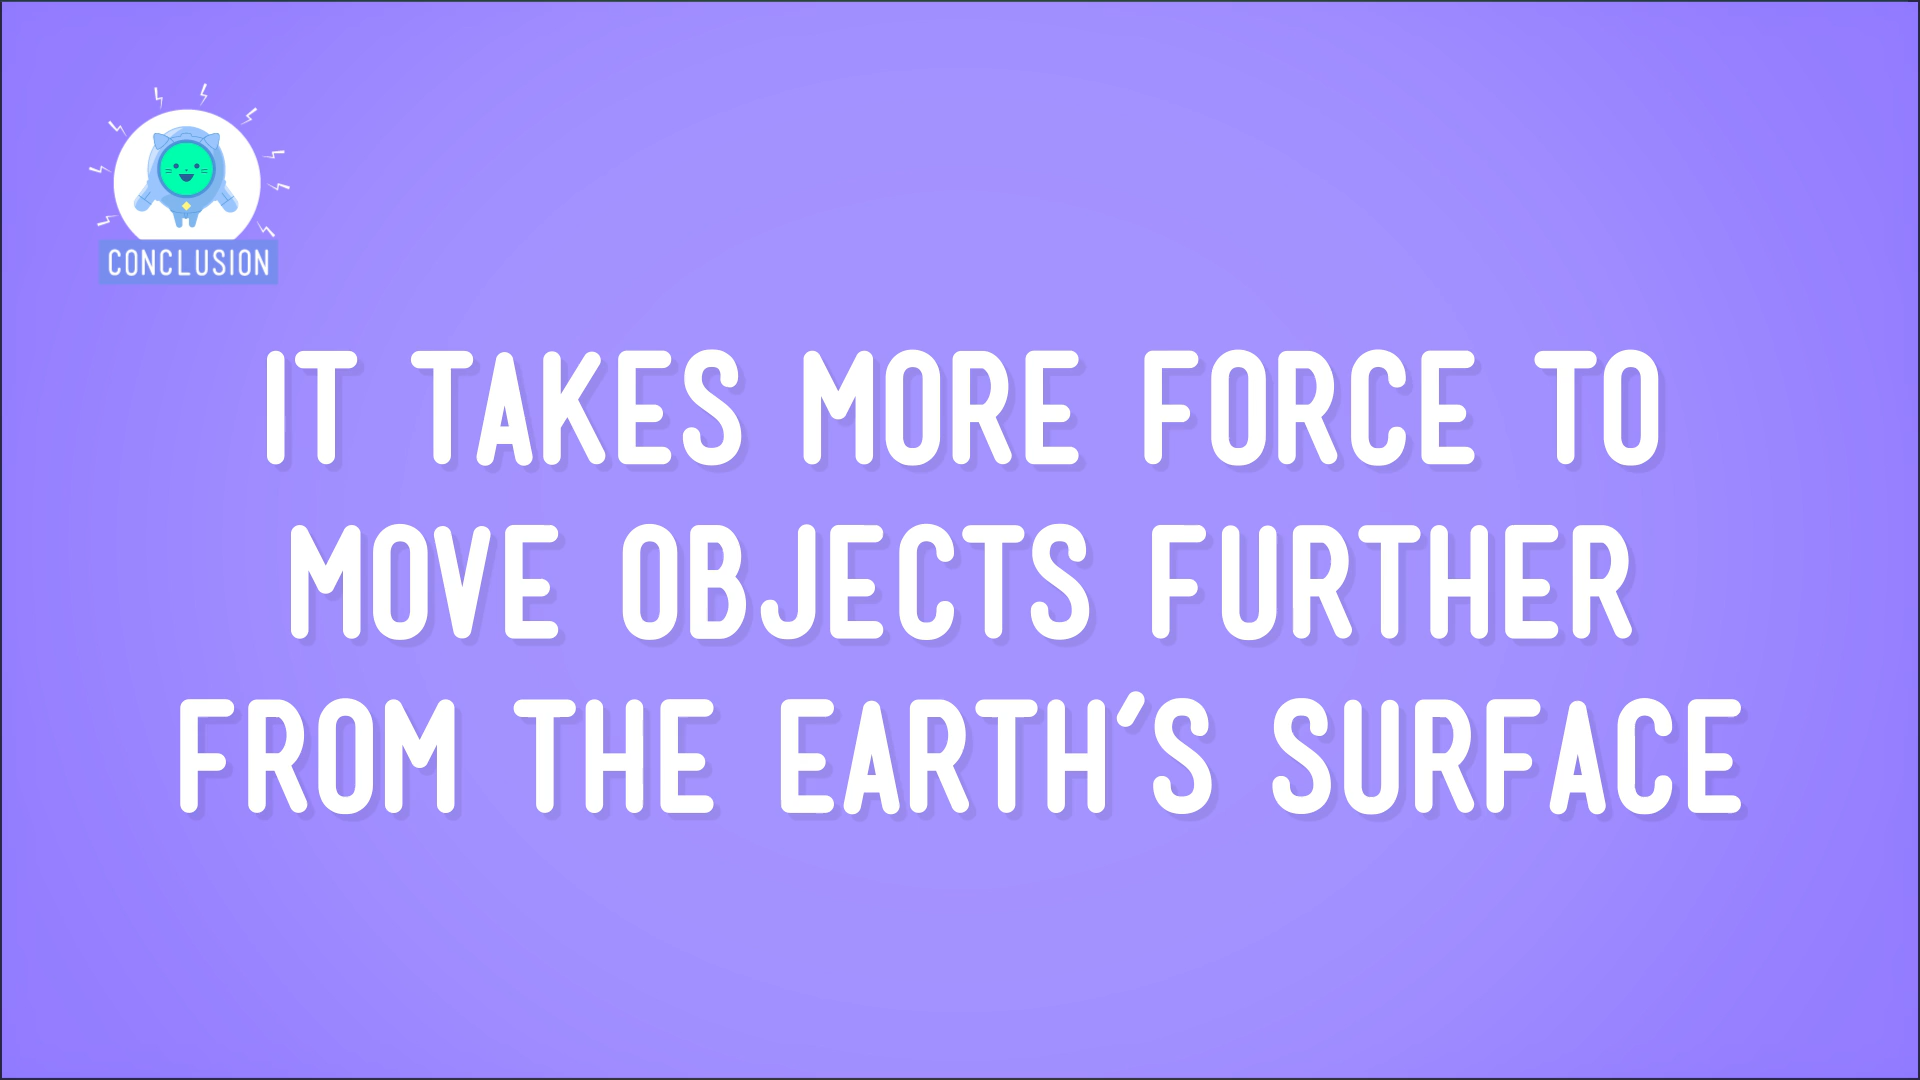 CONCLUSION
IT TAKES MORE FORCE TO
MOVE OBJECTS FURTHER
FROM THE EARTH'S SURFACE